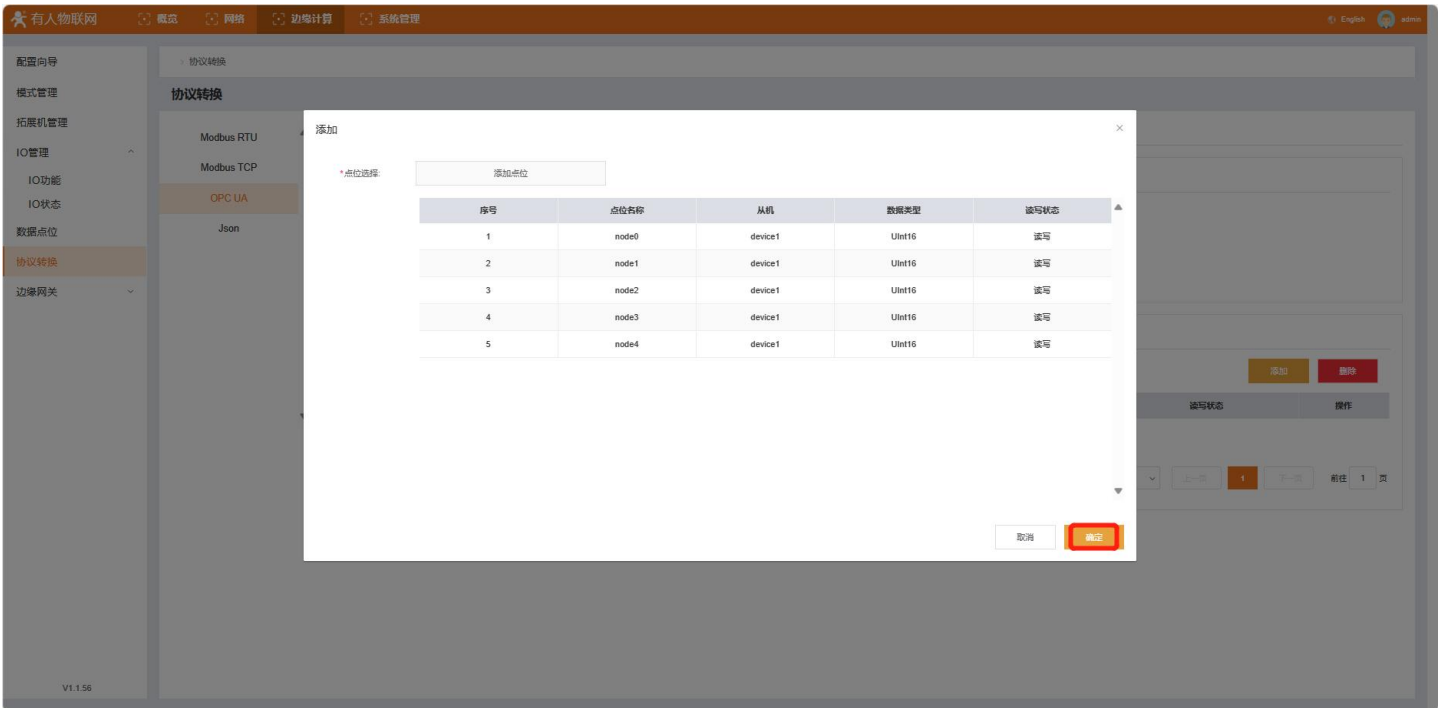 有人物联网 概览 网络 边缘计算 系统管理 English admin
配置向导
模式管理
拓展机管理
IO管理
IO功能
IO状态
数据点位
协议转换
边缘网关
V1.1.56
协议转换
协议转换
Modbus RTU
Modbus TCP
OPC UA
Json
添加
*点位选择: 添加点位
序号 点位名称 从机 数据类型 读写状态
1 node0 device1 UInt16 读写
2 node1 device1 UInt16 读写
3 node2 device1 UInt16 读写
4 node3 device1 UInt16 读写
5 node4 device1 UInt16 读写
取消 确定
添加 删除
读写状态 操作
上一页 1 下一页 前往 1 页